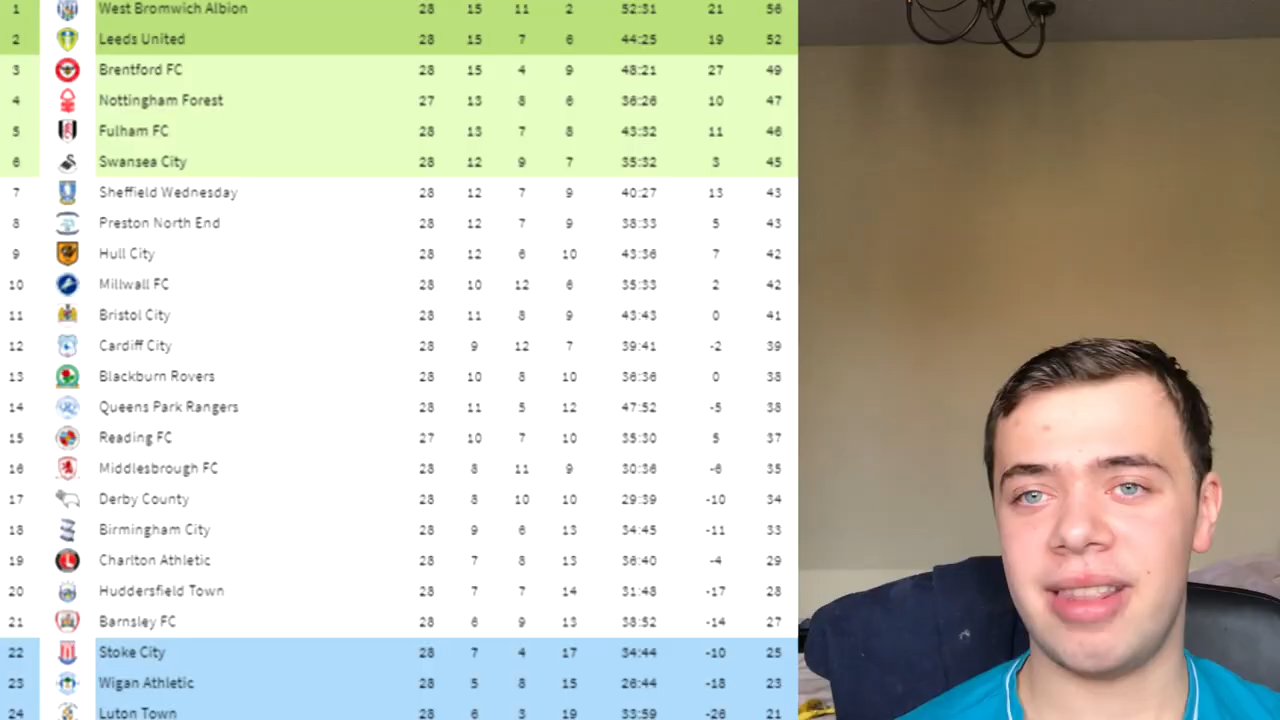 1 West Bromwich Albion 28 15 11 2 52:31 21 56
2 Leeds United 28 15 7 6 44:25 19 52
3 Brentford FC 28 15 4 9 48:21 27 49
4 Nottingham Forest 27 13 8 6 36:26 10 47
5 Fulham FC 28 13 7 8 43:32 11 46
6 Swansea City 28 12 9 7 35:32 3 45
7 Sheffield Wednesday 28 12 7 9 40:27 13 43
8 Preston North End 28 12 7 9 38:33 5 43
9 Hull City 28 12 6 10 43:36 7 42
10 Millwall FC 28 10 12 6 35:33 2 42
11 Bristol City 28 11 8 9 43:43 0 41
12 Cardiff City 28 9 12 7 39:41 -2 39
13 Blackburn Rovers 28 10 8 10 36:36 0 38
14 Queens Park Rangers 28 11 5 12 47:52 -5 38
15 Reading FC 27 10 7 10 35:30 5 37
16 Middlesbrough FC 28 8 11 9 30:36 -6 35
17 Derby County 28 8 10 10 29:39 -10 34
18 Birmingham City 28 9 6 13 34:45 -11 33
19 Charlton Athletic 28 7 8 13 36:40 -4 29
20 Huddersfield Town 28 7 7 14 31:48 -17 28
21 Barnsley FC 28 6 9 13 38:52 -14 27
22 Stoke City 28 7 4 17 34:44 -10 25
23 Wigan Athletic 28 5 8 15 26:44 -18 23
24 Luton Town 28 6 3 19 33:59 -26 21